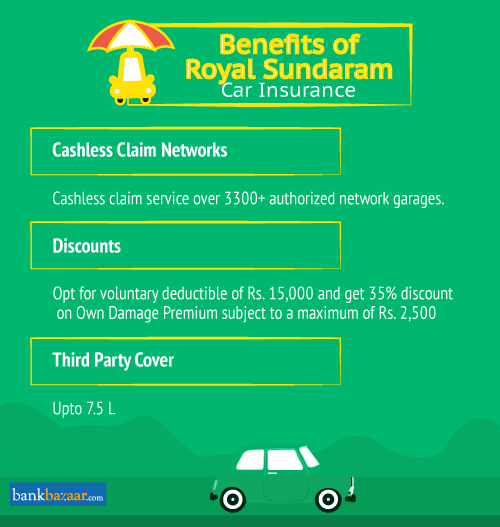 Benefits of
Royal Sundaram
Car Insurance
Cashless Claim Networks
Cashless claim service over 3300+ authorized network garages.
Discounts
Opt for voluntary deductible of Rs. 15,000 and get 35% discount
on Own Damage Premium subject to a maximum of Rs. 2,500
Third Party Cover
Upto 7.5 L
bankbazaar.com